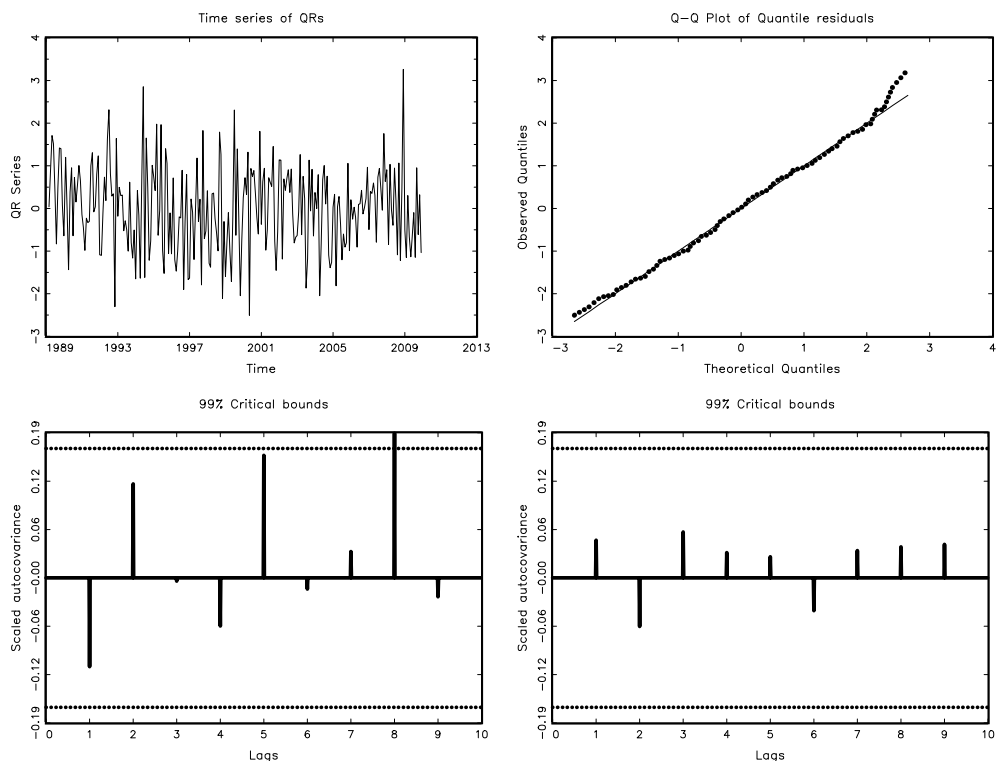 Time series of QRs
QR Series
4
3
2
1
0
−1
−2
−3
1989 1993 1997 2001 2005 2009 2013
Time
Q−Q Plot of Quantile residuals
Observed Quantiles
4
3
2
1
0
−1
−2
−3
−3 −2 −1 0 1 2 3 4
Theoretical Quantiles
99% Critical bounds
Scaled autocovariance
0.19
0.12
0.06
−0.00
−0.06
−0.12
−0.19
0 1 2 3 4 5 6 7 8 9 10
Lags
99% Critical bounds
Scaled autocovariance
0.19
0.12
0.06
−0.00
−0.06
−0.12
−0.19
0 1 2 3 4 5 6 7 8 9 10
Lags